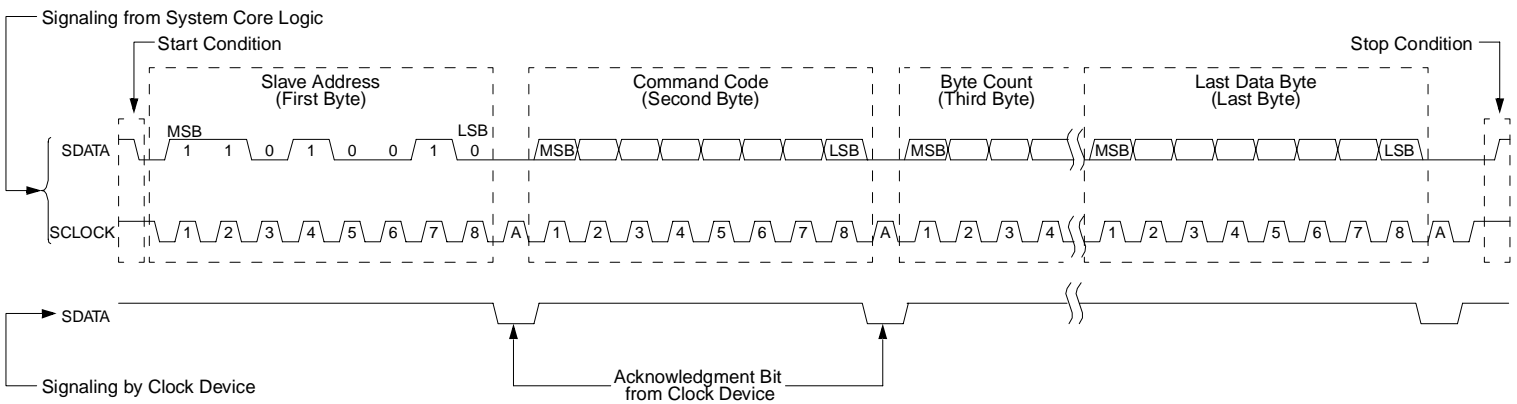 Signaling from System Core Logic
Start Condition
Stop Condition
Slave Address
(First Byte)
Command Code
(Second Byte)
Byte Count
(Third Byte)
Last Data Byte
(Last Byte)
MSB LSB
SDATA 1 1 0 1 0 0 1 0 MSB LSB MSB MSB LSB
SCLOCK 1 2 3 4 5 6 7 8 A 1 2 3 4 5 6 7 8 A 1 2 3 4 1 2 3 4 5 6 7 8 A
SDATA
Signaling by Clock Device
Acknowledgment Bit
from Clock Device